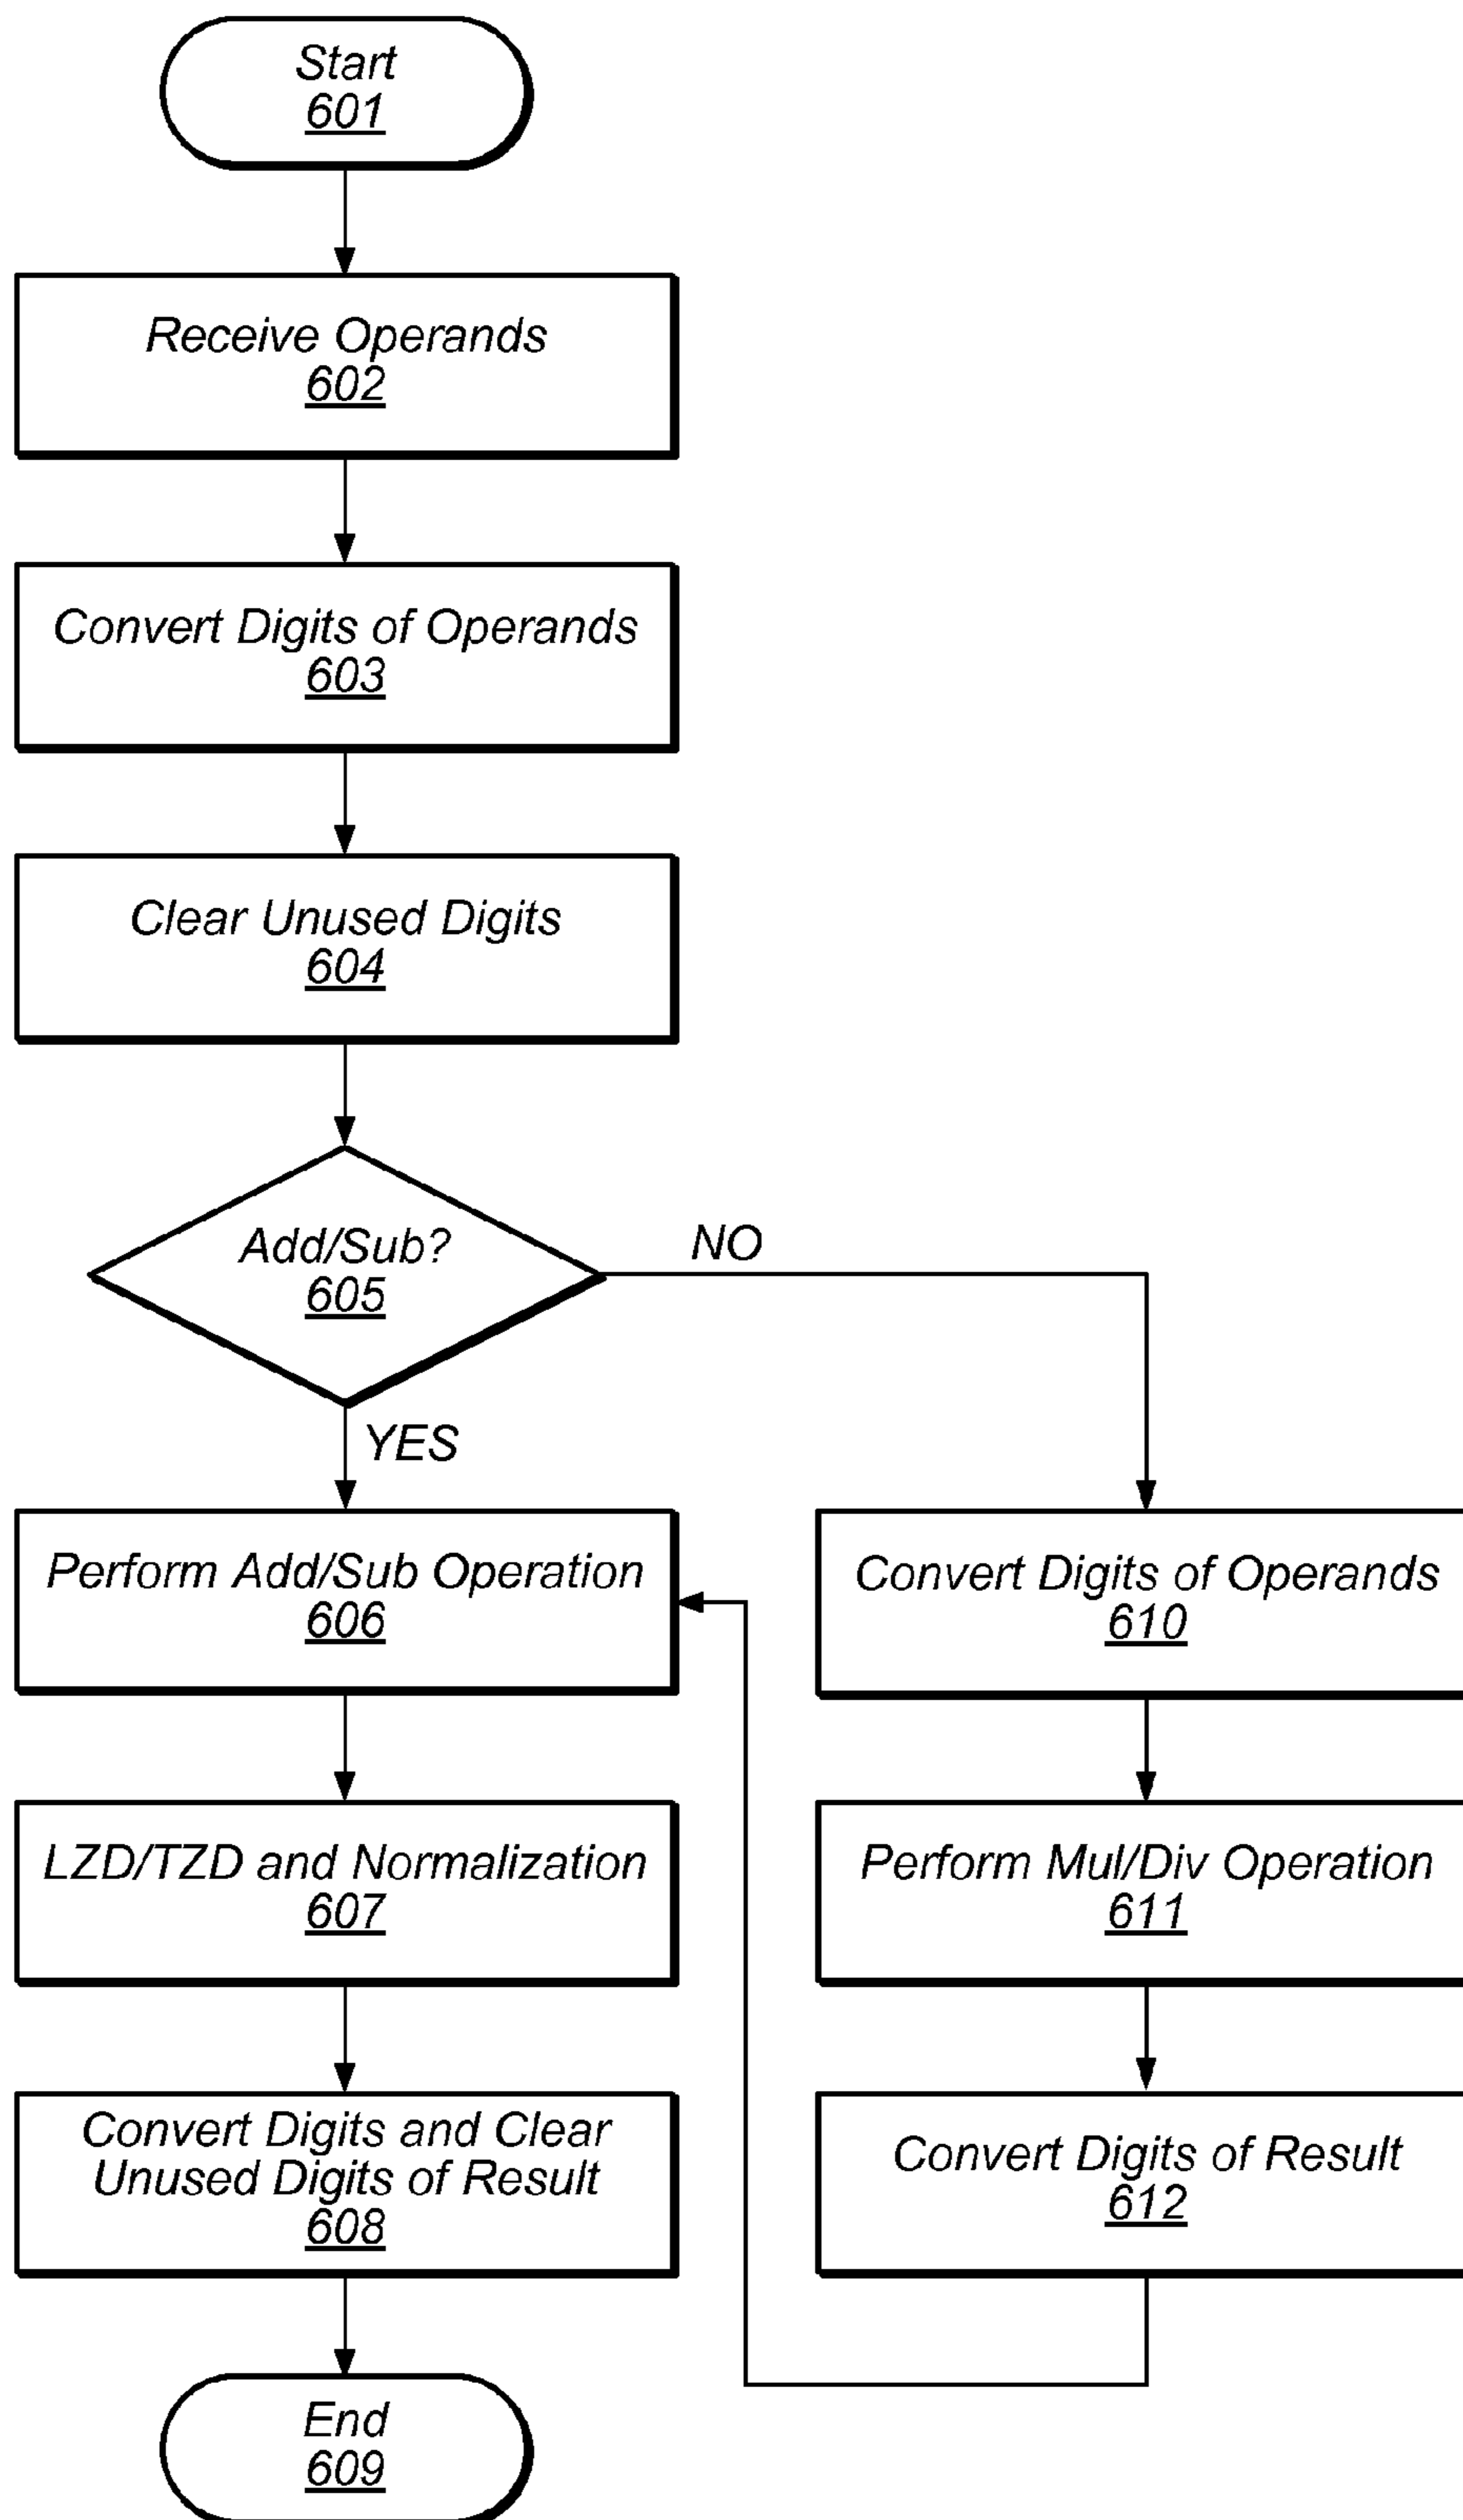 Start
601
Receive Operands
602
Convert Digits of Operands
603
Clear Unused Digits
604
Add/Sub?
605
NO
YES
Perform Add/Sub Operation
606
LZD/TZD and Normalization
607
Convert Digits and Clear
Unused Digits of Result
608
End
609
Convert Digits of Operands
610
Perform Mul/Div Operation
611
Convert Digits of Result
612